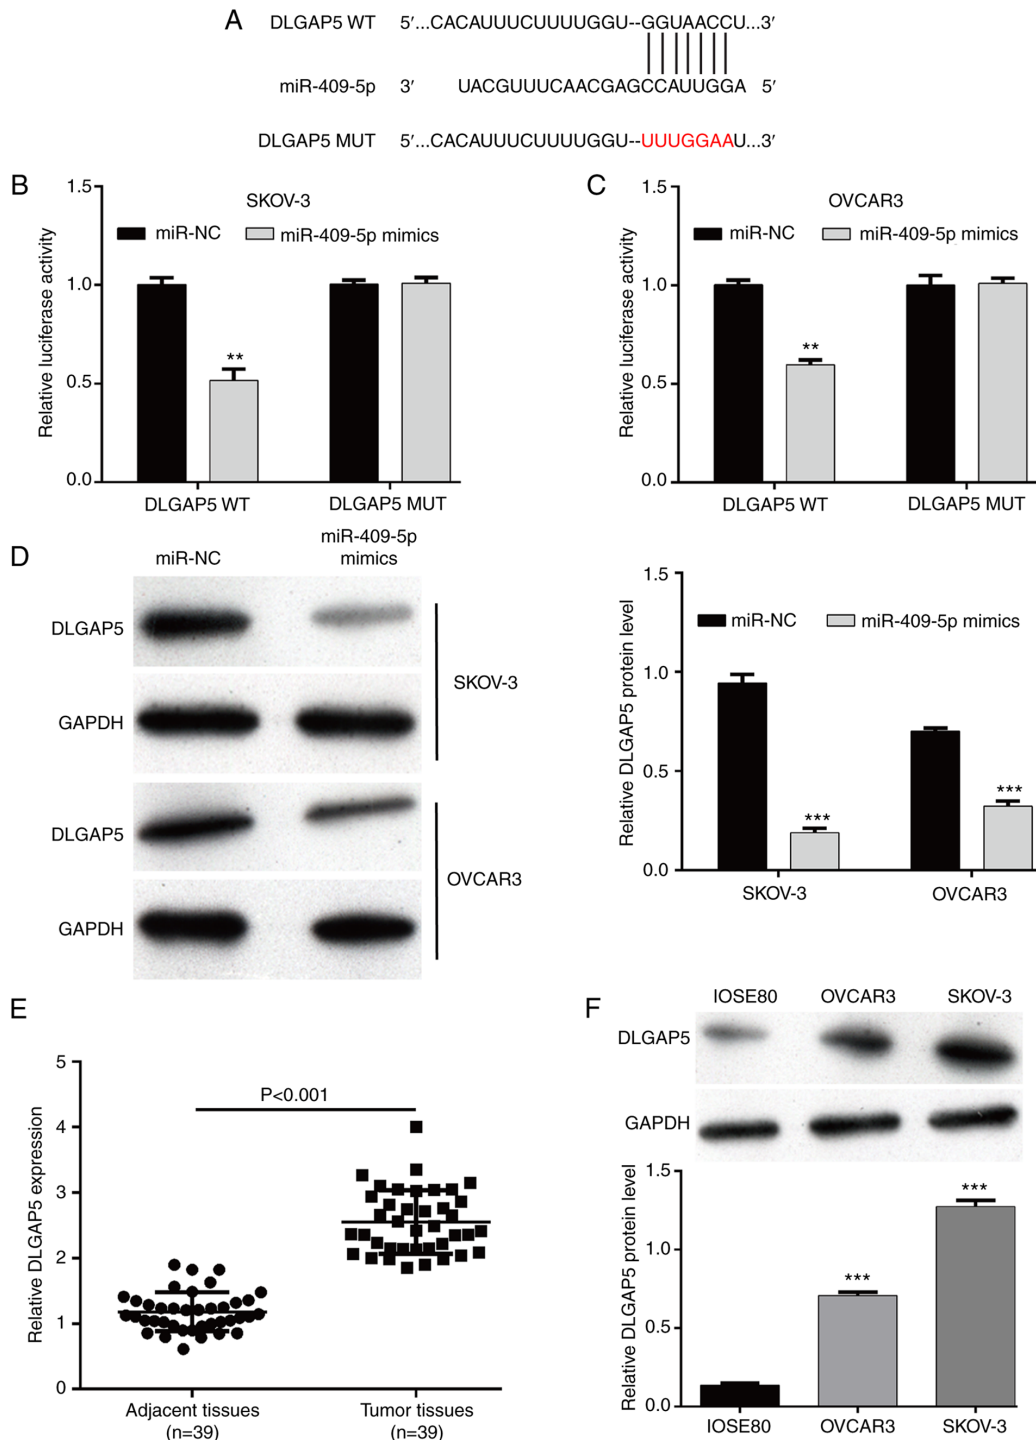 A
DLGAP5 WT 5′...CACAUUUCUUUUGGU--GGUAACCU...3′
miR-409-5p 3′ UACGUUUCAACGAGCCAUUGGA 5′
DLGAP5 MUT 5′...CACAUUUCUUUUGGU--UUUGGAAU...3′
B
SKOV-3
miR-NC miR-409-5p mimics
Relative luciferase activity
1.5
1.0
0.5
0.0
**
DLGAP5 WT DLGAP5 MUT
C
OVCAR3
miR-NC miR-409-5p mimics
Relative luciferase activity
1.5
1.0
0.5
0.0
**
DLGAP5 WT DLGAP5 MUT
D
miR-NC miR-409-5p
mimics
DLGAP5
GAPDH
SKOV-3
DLGAP5
GAPDH
OVCAR3
Relative DLGAP5 protein level
1.5
1.0
0.5
0.0
miR-NC miR-409-5p mimics
***
***
SKOV-3 OVCAR3
E
Relative DLGAP5 expression
5
4
3
2
1
0
P<0.001
Adjacent tissues Tumor tissues
(n=39) (n=39)
F
IOSE80 OVCAR3 SKOV-3
DLGAP5
GAPDH
Relative DLGAP5 protein level
1.5
1.0
0.5
0.0
***
***
IOSE80 OVCAR3 SKOV-3